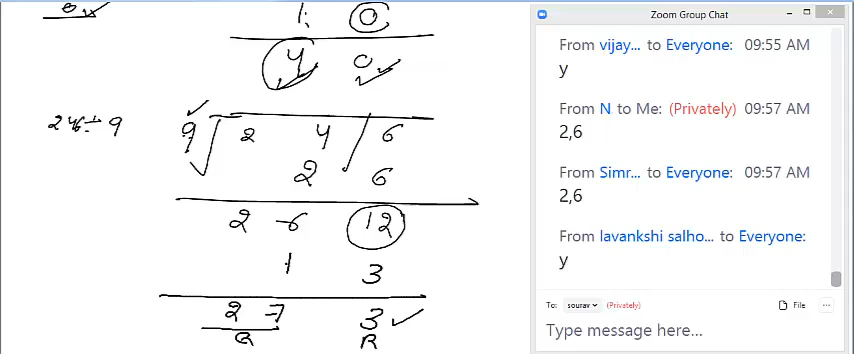 1 0
4 0
246 ÷ 9
9 2 4 6
2 6
2 6 12
1 3
2 7 3
Q R
Zoom Group Chat
From vijay... to Everyone: 09:55 AM
y
From N to Me: (Privately) 09:57 AM
2,6
From Simr... to Everyone: 09:57 AM
2,6
From lavankshi salho... to Everyone:
y
To: sourav (Privately) File ...
Type message here...